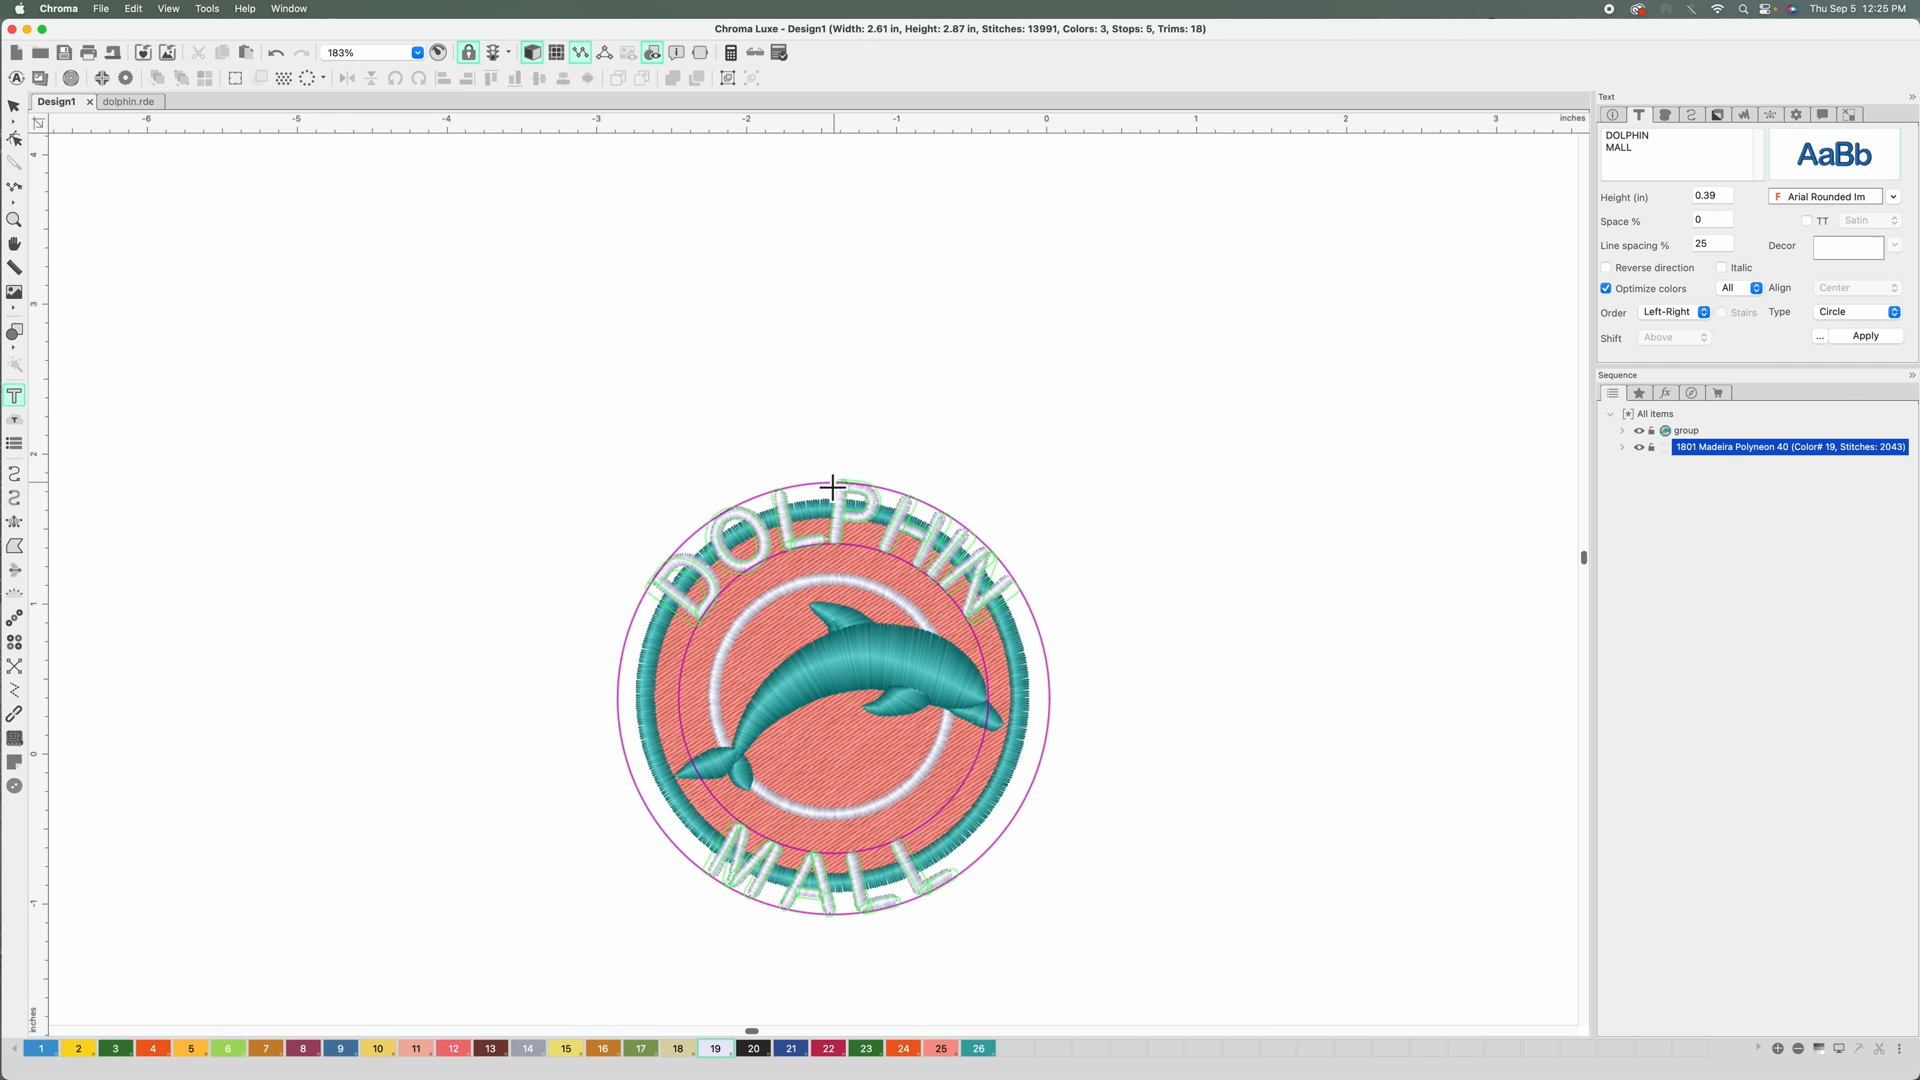 Chroma File Edit View Tools Help Window Thu Sep 5 12:25 PM
Chroma Luxe - Design1 (Width: 2.61 in, Height: 2.87 in, Stitches: 13991, Colors: 3, Stops: 5, Trims: 18)
183%
Design1 dolphin.rde
-6 -5 -4 -3 -2 -1 0 1 2 3 inches
4
3
2
1
0
-1
inches
DOLPHIN
MALL
Text
DOLPHIN
MALL
AaBb
Height (in) 0.39 F Arial Rounded Im
Space % 0 TT Satin
Line spacing % 25 Decor
Reverse direction Italic
Optimize colors All Align Center
Order Left-Right Stairs Type Circle
Shift Above ... Apply
Sequence
All items
group
1801 Madeira Polyneon 40 (Color# 19, Stitches: 2043)
1 2 3 4 5 6 7 8 9 10 11 12 13 14 15 16 17 18 19 20 21 22 23 24 25 26